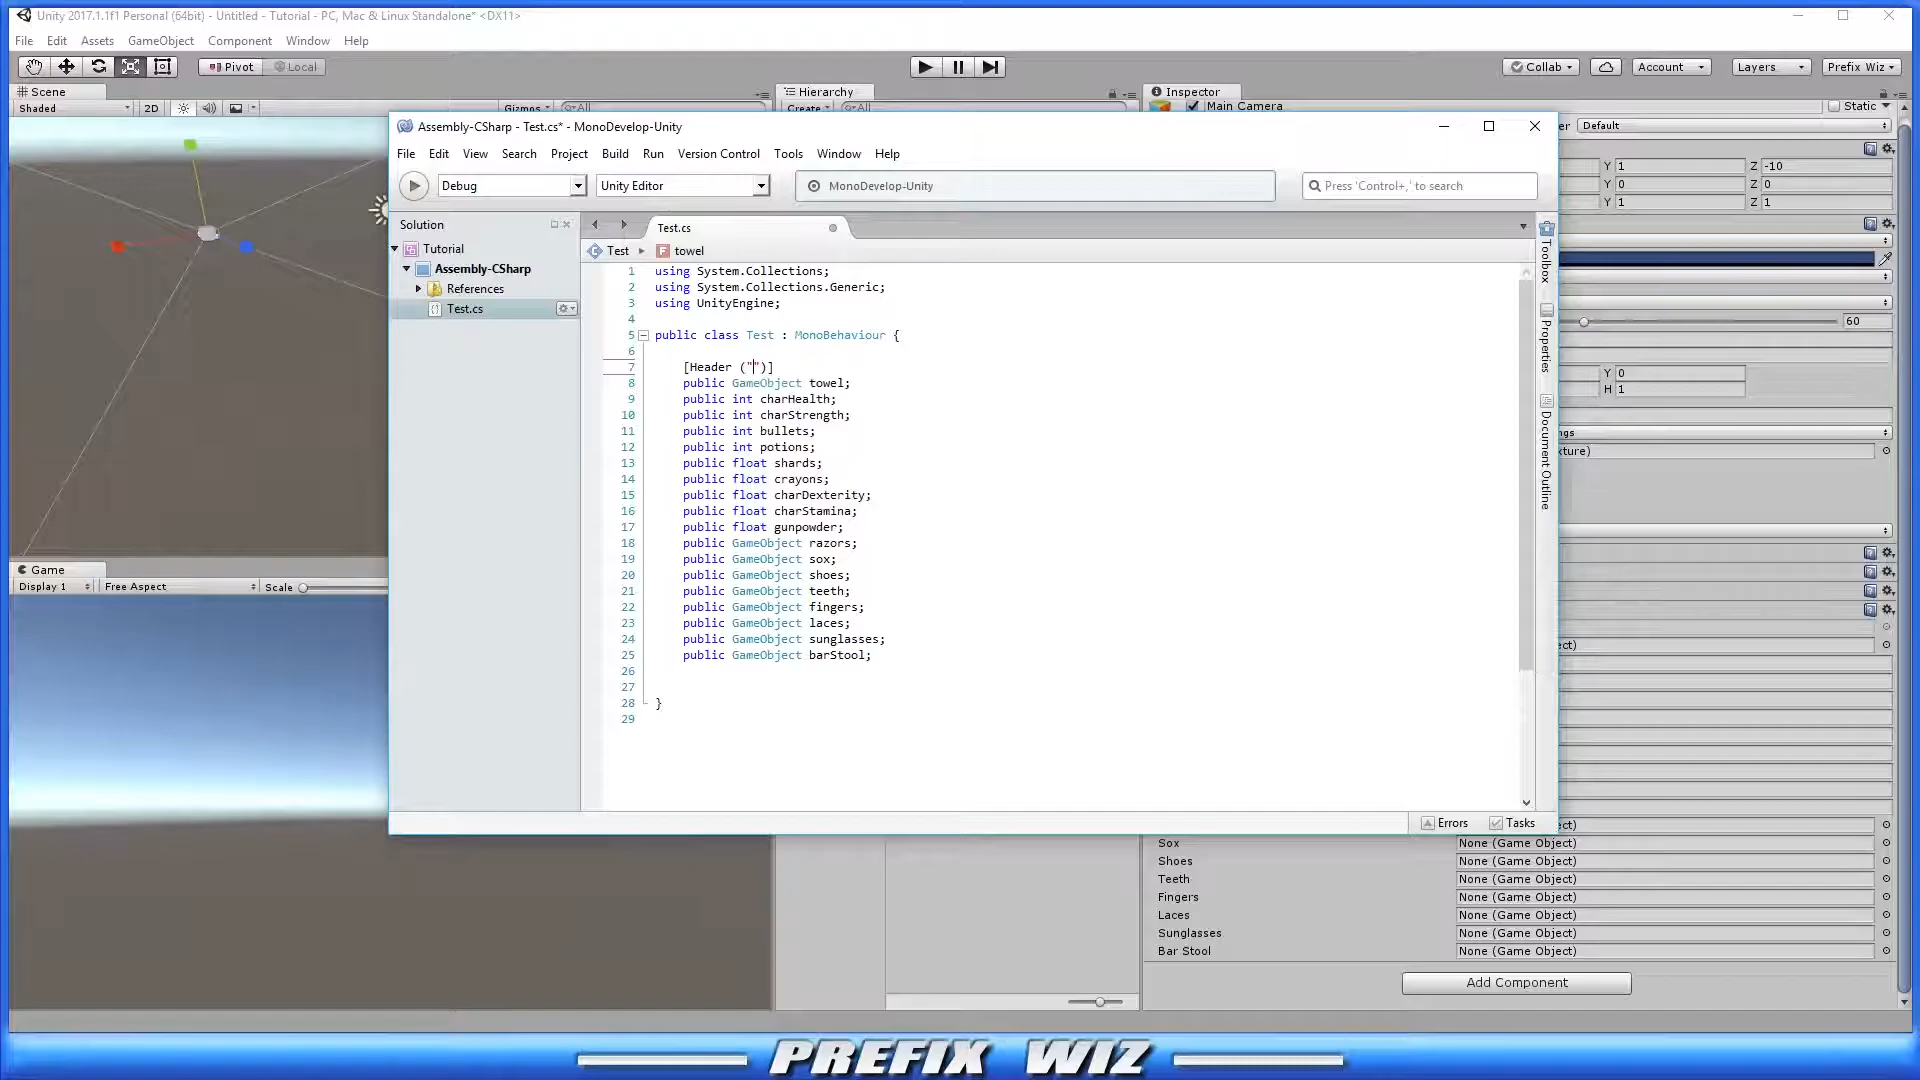 Unity 2017.1.1f1 Personal (64bit) - Untitled - Tutorial - PC, Mac & Linux Standalone* <DX11>
File Edit Assets GameObject Component Window Help
Pivot Local Collab Account Layers Prefix Wiz
Scene Hierarchy Inspector
Shaded 2D Gizmos All Create All Main Camera Static
Assembly-CSharp - Test.cs* - MonoDevelop-Unity
Default
File Edit View Search Project Build Run Version Control Tools Window Help
Debug Unity Editor MonoDevelop-Unity Press 'Control+,' to search
Y 1 Z -10
Y 0 Z 0
Y 1 Z 1
Solution Test.cs
Tutorial
Assembly-CSharp
References
Test.cs
Test towel
Toolbox
Properties
Document Outline
1 using System.Collections;
2 using System.Collections.Generic;
3 using UnityEngine;
4
5 public class Test : MonoBehaviour {
6
7 [Header ("")]
8 public GameObject towel;
9 public int charHealth;
10 public int charStrength;
11 public int bullets;
12 public int potions;
13 public float shards;
14 public float crayons;
15 public float charDexterity;
16 public float charStamina;
17 public float gunpowder;
18 public GameObject razors;
19 public GameObject sox;
20 public GameObject shoes;
21 public GameObject teeth;
22 public GameObject fingers;
23 public GameObject laces;
24 public GameObject sunglasses;
25 public GameObject barStool;
26
27
28 }
29
60
Y 0
H 1
Game
Display 1 Free Aspect Scale
Errors Tasks
Sox None (Game Object)
Shoes None (Game Object)
Teeth None (Game Object)
Fingers None (Game Object)
Laces None (Game Object)
Sunglasses None (Game Object)
Bar Stool None (Game Object)
Add Component
PREFIX WIZ